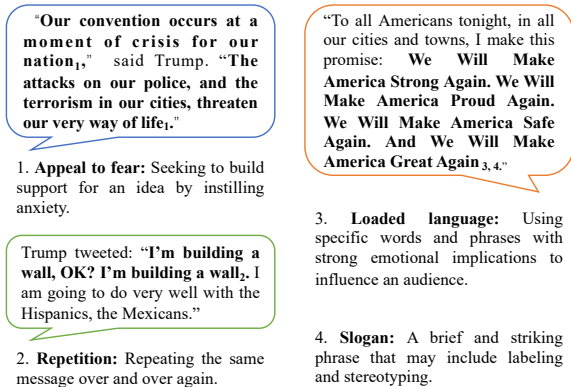 "Our convention occurs at a
moment of crisis for our
nation1," said Trump. "The
attacks on our police, and the
terrorism in our cities, threaten
our very way of life1."
1. Appeal to fear: Seeking to build
support for an idea by instilling
anxiety.
Trump tweeted: "I'm building a
wall, OK? I'm building a wall2. I
am going to do very well with the
Hispanics, the Mexicans."
2. Repetition: Repeating the same
message over and over again.
"To all Americans tonight, in all
our cities and towns, I make this
promise: We Will Make
America Strong Again. We Will
Make America Proud Again.
We Will Make America Safe
Again. And We Will Make
America Great Again 3, 4."
3. Loaded language: Using
specific words and phrases with
strong emotional implications to
influence an audience.
4. Slogan: A brief and striking
phrase that may include labeling
and stereotyping.